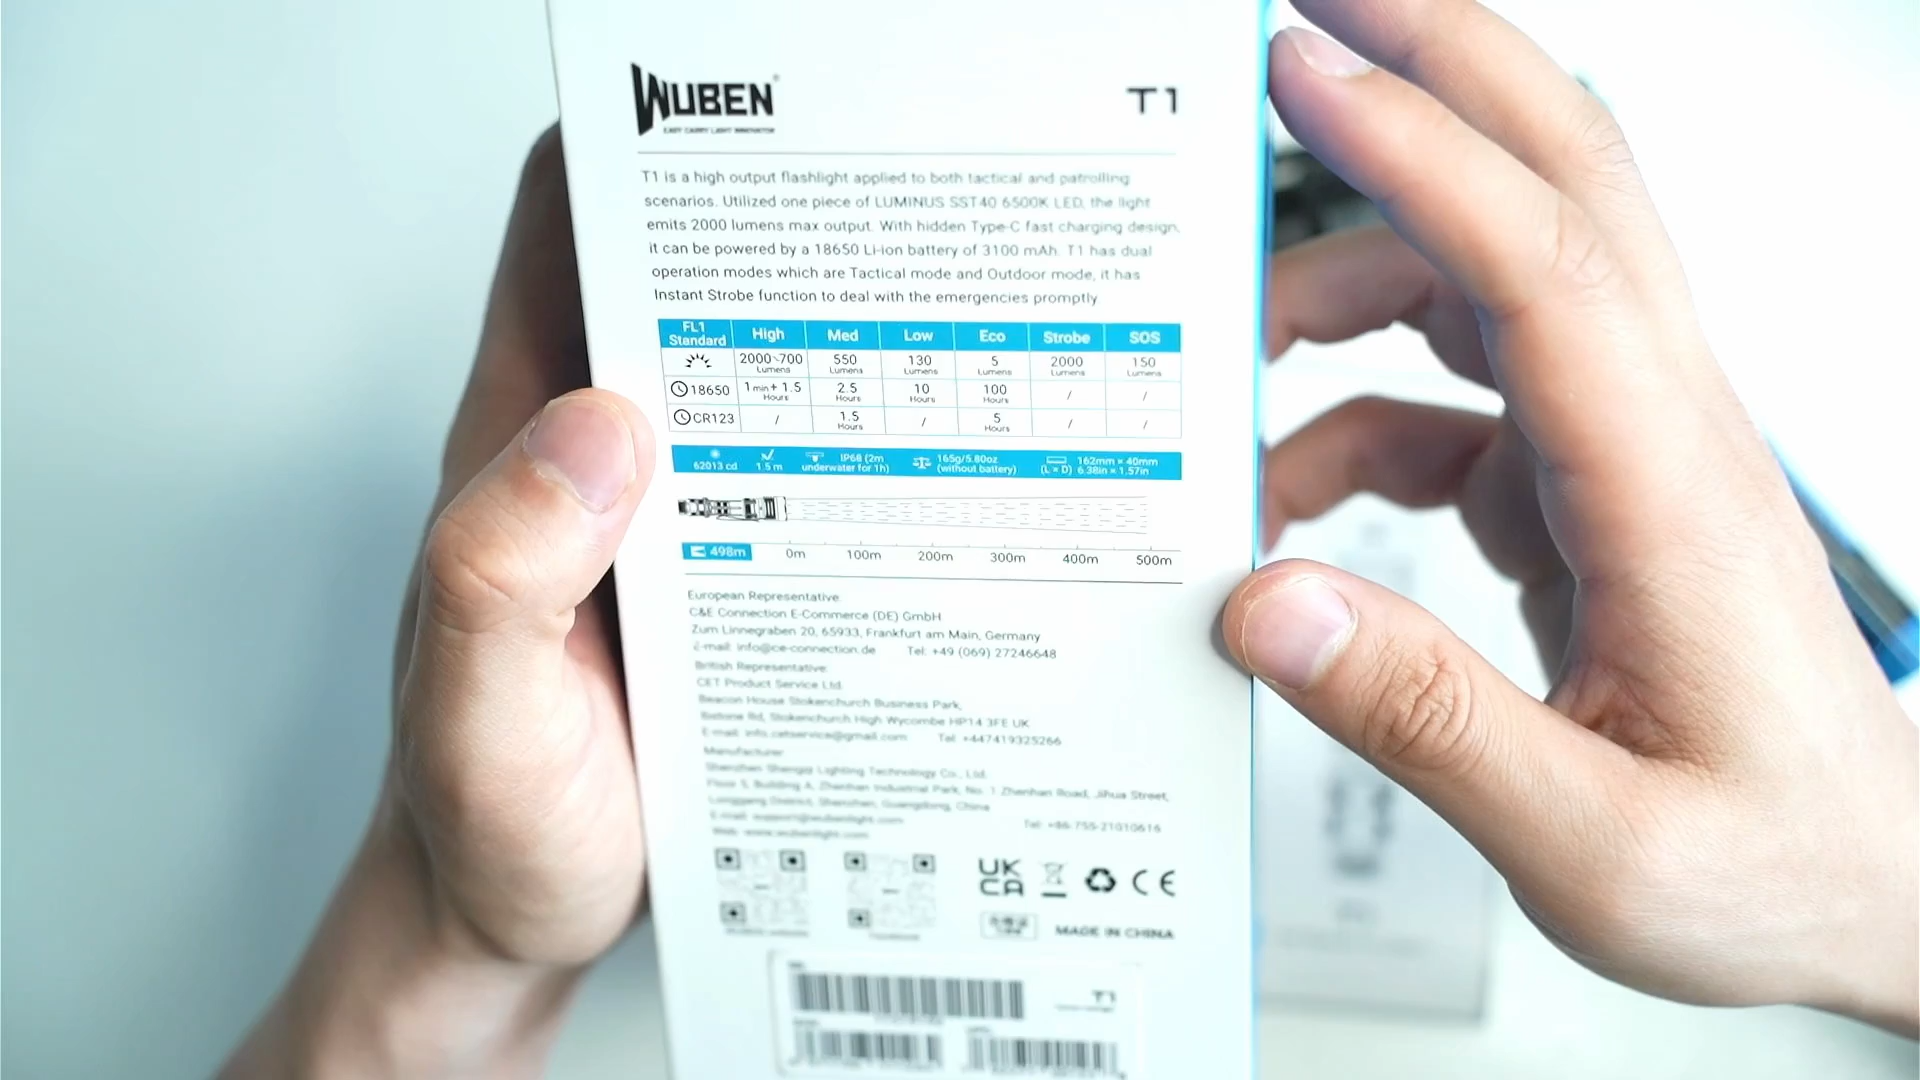 WUBEN®
EASY CARRY LIGHT INNOVATOR
T1
T1 is a high output flashlight applied to both tactical and patrolling
scenarios. Utilized one piece of LUMINUS SST40 6500K LED, the light
emits 2000 lumens max output. With hidden Type-C fast charging design,
it can be powered by a 18650 Li-ion battery of 3100 mAh. T1 has dual
operation modes which are Tactical mode and Outdoor mode, it has
Instant Strobe function to deal with the emergencies promptly
FL1 Standard High Med Low Eco Strobe SOS
2000~700 Lumens 550 Lumens 130 Lumens 5 Lumens 2000 Lumens 150 Lumens
18650 1 min + 1.5 Hours 2.5 Hours 10 Hours 100 Hours / /
CR123 / 1.5 Hours / 5 Hours / /
62013 cd 1.5 m IP68 (2m underwater for 1h) 165g/5.80oz (without battery) 162mm × 40mm (L × D) 6.38in × 1.57in
498m 0m 100m 200m 300m 400m 500m
European Representative:
C&E Connection E-Commerce (DE) GmbH
Zum Linnegraben 20, 65933, Frankfurt am Main, Germany
E-mail: info@ce-connection.de Tel: +49 (069) 27246648
British Representative:
CET Product Service Ltd.
Beacon House Stokenchurch Business Park,
Ibstone Rd, Stokenchurch High Wycombe HP14 3FE UK
E-mail: info.cetservice@gmail.com Tel: +447419325266
Manufacturer
Shenzhen Shengqi Lighting Technology Co., Ltd.
Floor 5, Building A, Zhenhan Industrial Park, No. 1 Zhenhan Road, Jihua Street,
Longgang District, Shenzhen, Guangdong, China
E-mail: support@wubenlight.com Tel: +86-755-21010616
Web: www.wubenlight.com
UK
CA
CE
MADE IN CHINA
T1